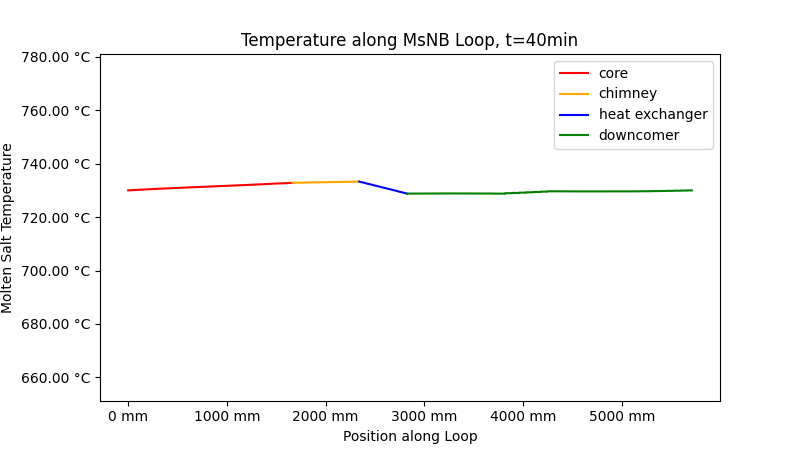 Temperature along MsNB Loop, t=40min
780.00 °C
760.00 °C
740.00 °C
720.00 °C
700.00 °C
680.00 °C
660.00 °C
Molten Salt Temperature
core
chimney
heat exchanger
downcomer
0 mm 1000 mm 2000 mm 3000 mm 4000 mm 5000 mm
Position along Loop